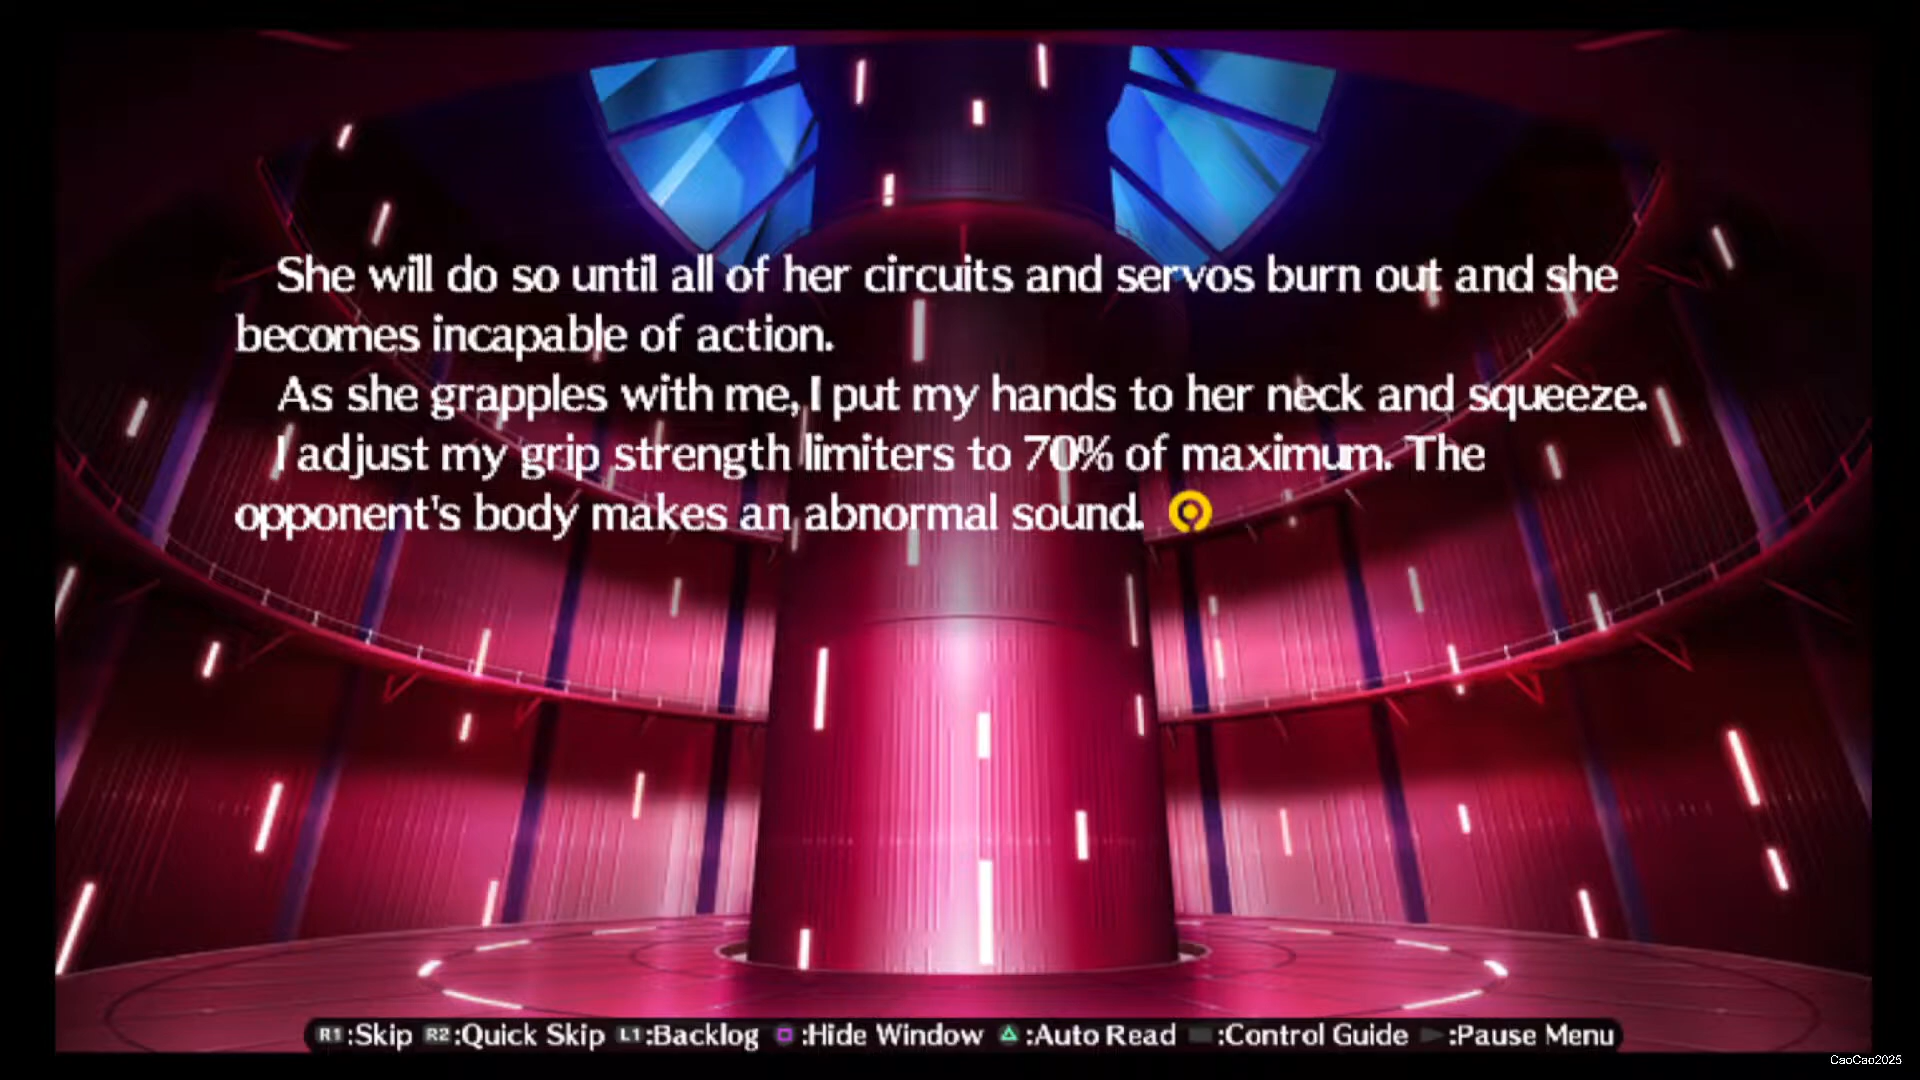 She will do so until all of her circuits and servos burn out and she
becomes incapable of action.
As she grapples with me, I put my hands to her neck and squeeze.
I adjust my grip strength limiters to 70% of maximum. The
opponent's body makes an abnormal sound.
R1:Skip R2:Quick Skip L1:Backlog :Hide Window :Auto Read :Control Guide :Pause Menu
CaoCao2025